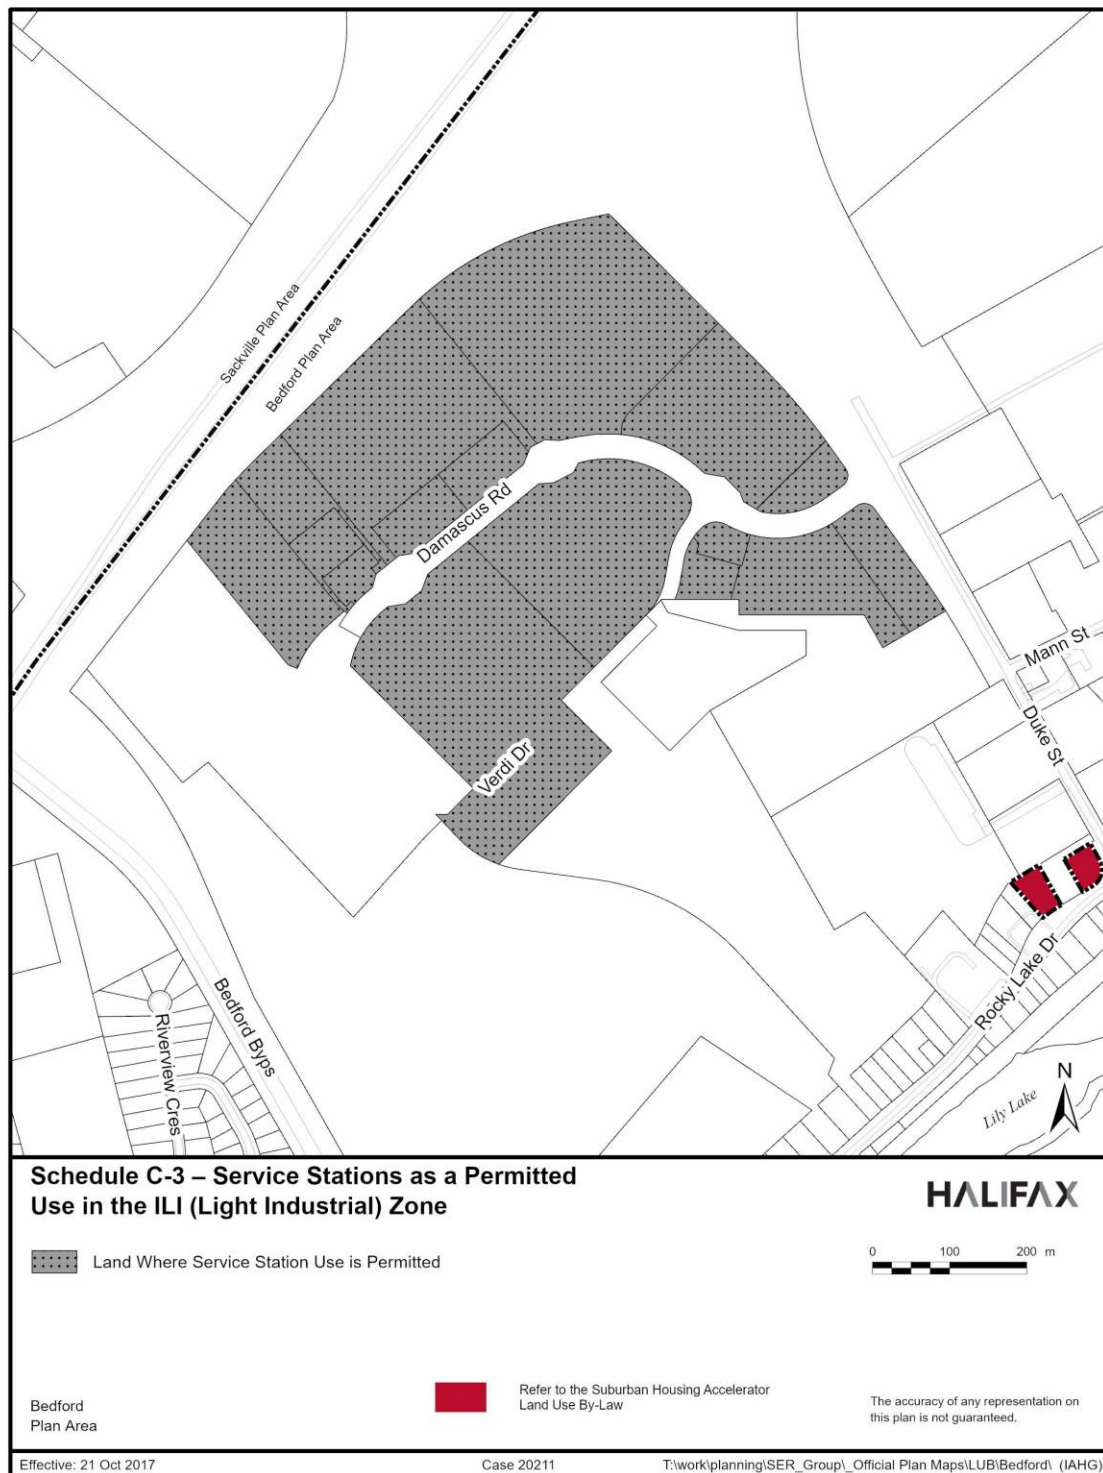 Sackville Plan Area
Bedford Plan Area
Damascus Rd
Mann St
Duke St
Verdi Dr
Rocky Lake Dr
Bedford Byps
Riverview Cres
Lily Lake
N
Schedule C-3 – Service Stations as a Permitted
Use in the ILI (Light Industrial) Zone
HALIFAX
Land Where Service Station Use is Permitted
0 100 200 m
Refer to the Suburban Housing Accelerator
Land Use By-Law
Bedford
Plan Area
The accuracy of any representation on
this plan is not guaranteed.
Effective: 21 Oct 2017
Case 20211
T:\work\planning\SER_Group\_Official Plan Maps\LUB\Bedford\ (IAHG)